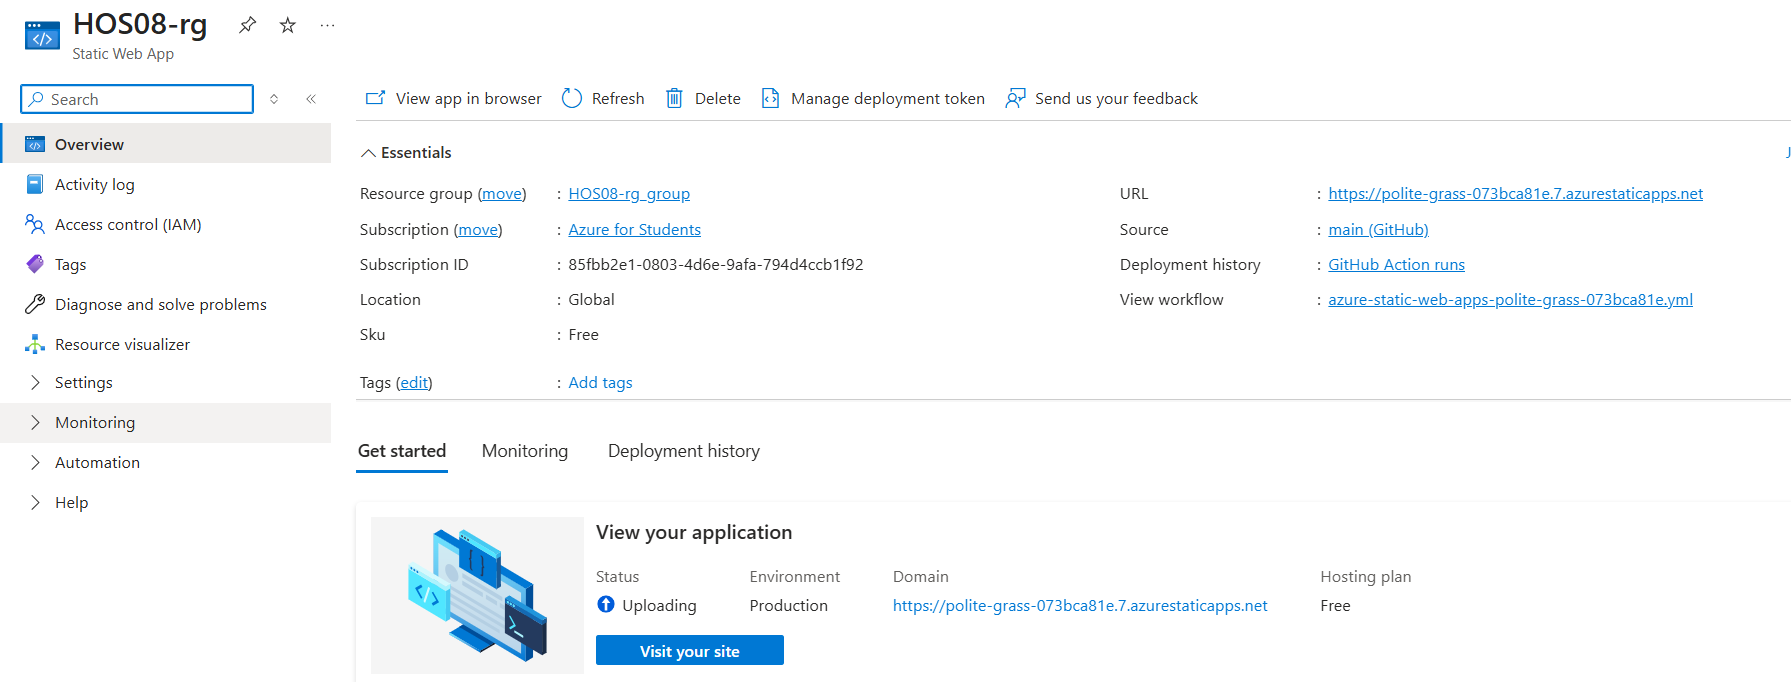 HOS08-rg
Static Web App
Search
View app in browser
Refresh
Delete
Manage deployment token
Send us your feedback
Overview
Activity log
Access control (IAM)
Tags
Diagnose and solve problems
Resource visualizer
Settings
Monitoring
Automation
Help
Essentials
J
Resource group (move) : HOS08-rg_group
Subscription (move) : Azure for Students
Subscription ID : 85fbb2e1-0803-4d6e-9afa-794d4ccb1f92
Location : Global
Sku : Free
Tags (edit) : Add tags
URL : https://polite-grass-073bca81e.7.azurestaticapps.net
Source : main (GitHub)
Deployment history : GitHub Action runs
View workflow : azure-static-web-apps-polite-grass-073bca81e.yml
Get started
Monitoring
Deployment history
View your application
Status
Uploading
Environment
Production
Domain
https://polite-grass-073bca81e.7.azurestaticapps.net
Hosting plan
Free
Visit your site